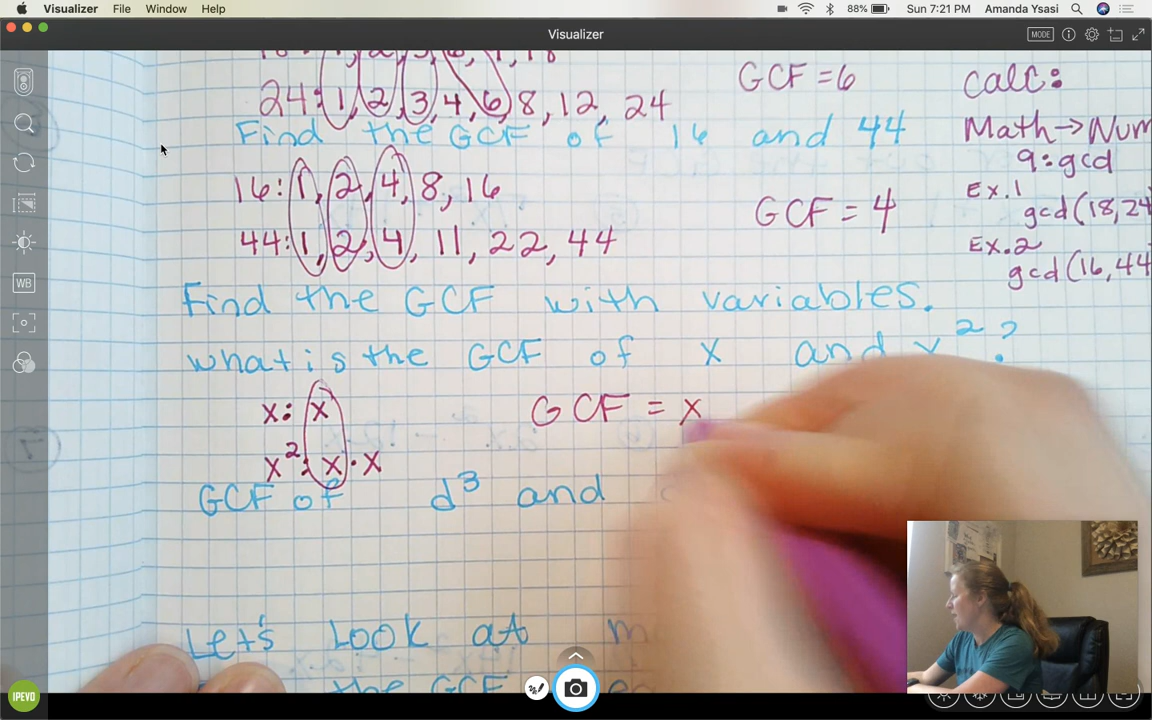 Visualizer File Window Help 88% Sun 7:21 PM Amanda Ysasi
Visualizer
MODE
24: 1, 2, 3, 4, 6, 8, 12, 24
GCF = 6
Find the GCF of 16 and 44
16: 1, 2, 4, 8, 16
44: 1, 2, 4, 11, 22, 44
GCF = 4
Calc:
Math → Num
9: gcd
Ex. 1
gcd(18,24
Ex. 2
gcd(16,44
Find the GCF with variables.
what is the GCF of x and x²?
x: x
x²: x · x
GCF = x
GCF of d³ and
Let's Look at
the GCF
WB
IPEVO